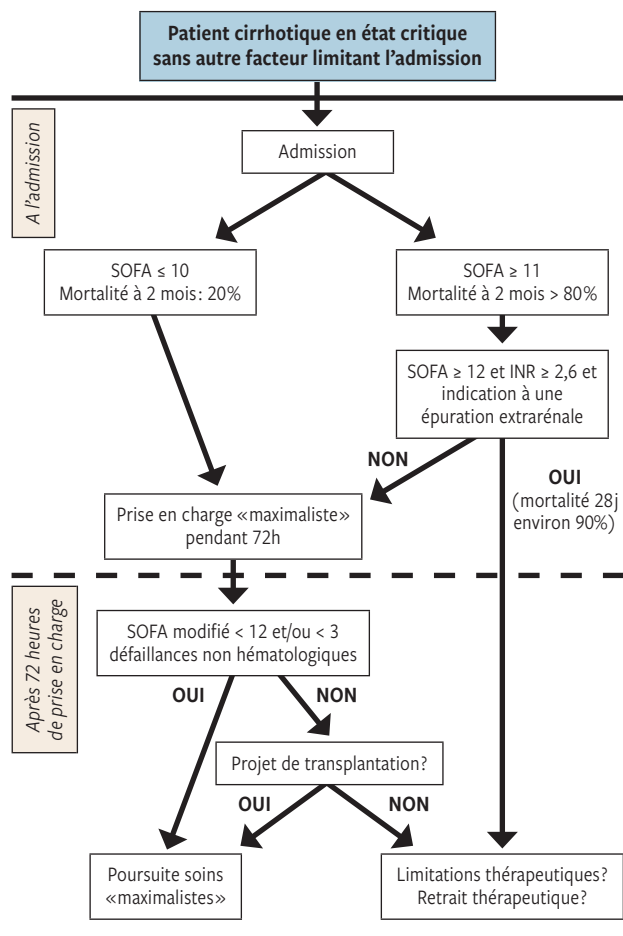 Patient cirrhotique en état critique
sans autre facteur limitant l’admission
A l’admission
Admission
SOFA ≤ 10
Mortalité à 2 mois : 20%
SOFA ≥ 11
Mortalité à 2 mois > 80%
SOFA ≥ 12 et INR ≥ 2,6 et
indication à une
épuration extrarénale
NON
OUI
(mortalité 28j
environ 90%)
Prise en charge «maximaliste»
pendant 72h
Après 72 heures
de prise en charge
SOFA modifié < 12 et/ou < 3
défaillances non hématologiques
OUI
NON
Projet de transplantation?
OUI
NON
Poursuite soins
«maximalistes»
Limitations thérapeutiques?
Retrait thérapeutique?